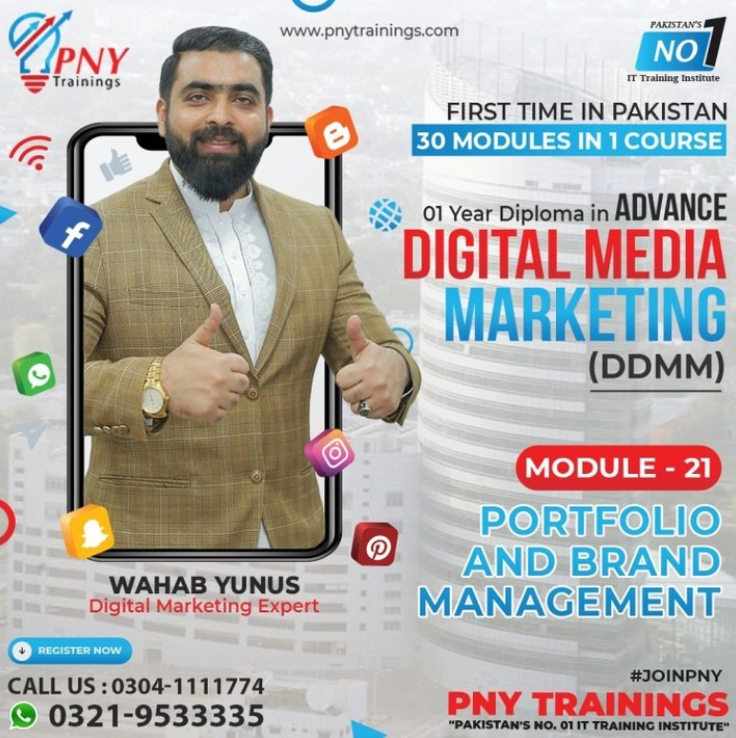 www.pnytrainings.com
PNY
Trainings
PAKISTAN'S
NO 1
IT Training Institute
FIRST TIME IN PAKISTAN
30 MODULES IN 1 COURSE
01 Year Diploma in ADVANCE
DIGITAL MEDIA
MARKETING
(DDMM)
MODULE - 21
PORTFOLIO
AND BRAND
MANAGEMENT
WAHAB YUNUS
Digital Marketing Expert
REGISTER NOW
CALL US : 0304-1111774
0321-9533335
#JOINPNY
PNY TRAININGS
"PAKISTAN'S NO. 01 IT TRAINING INSTITUTE"